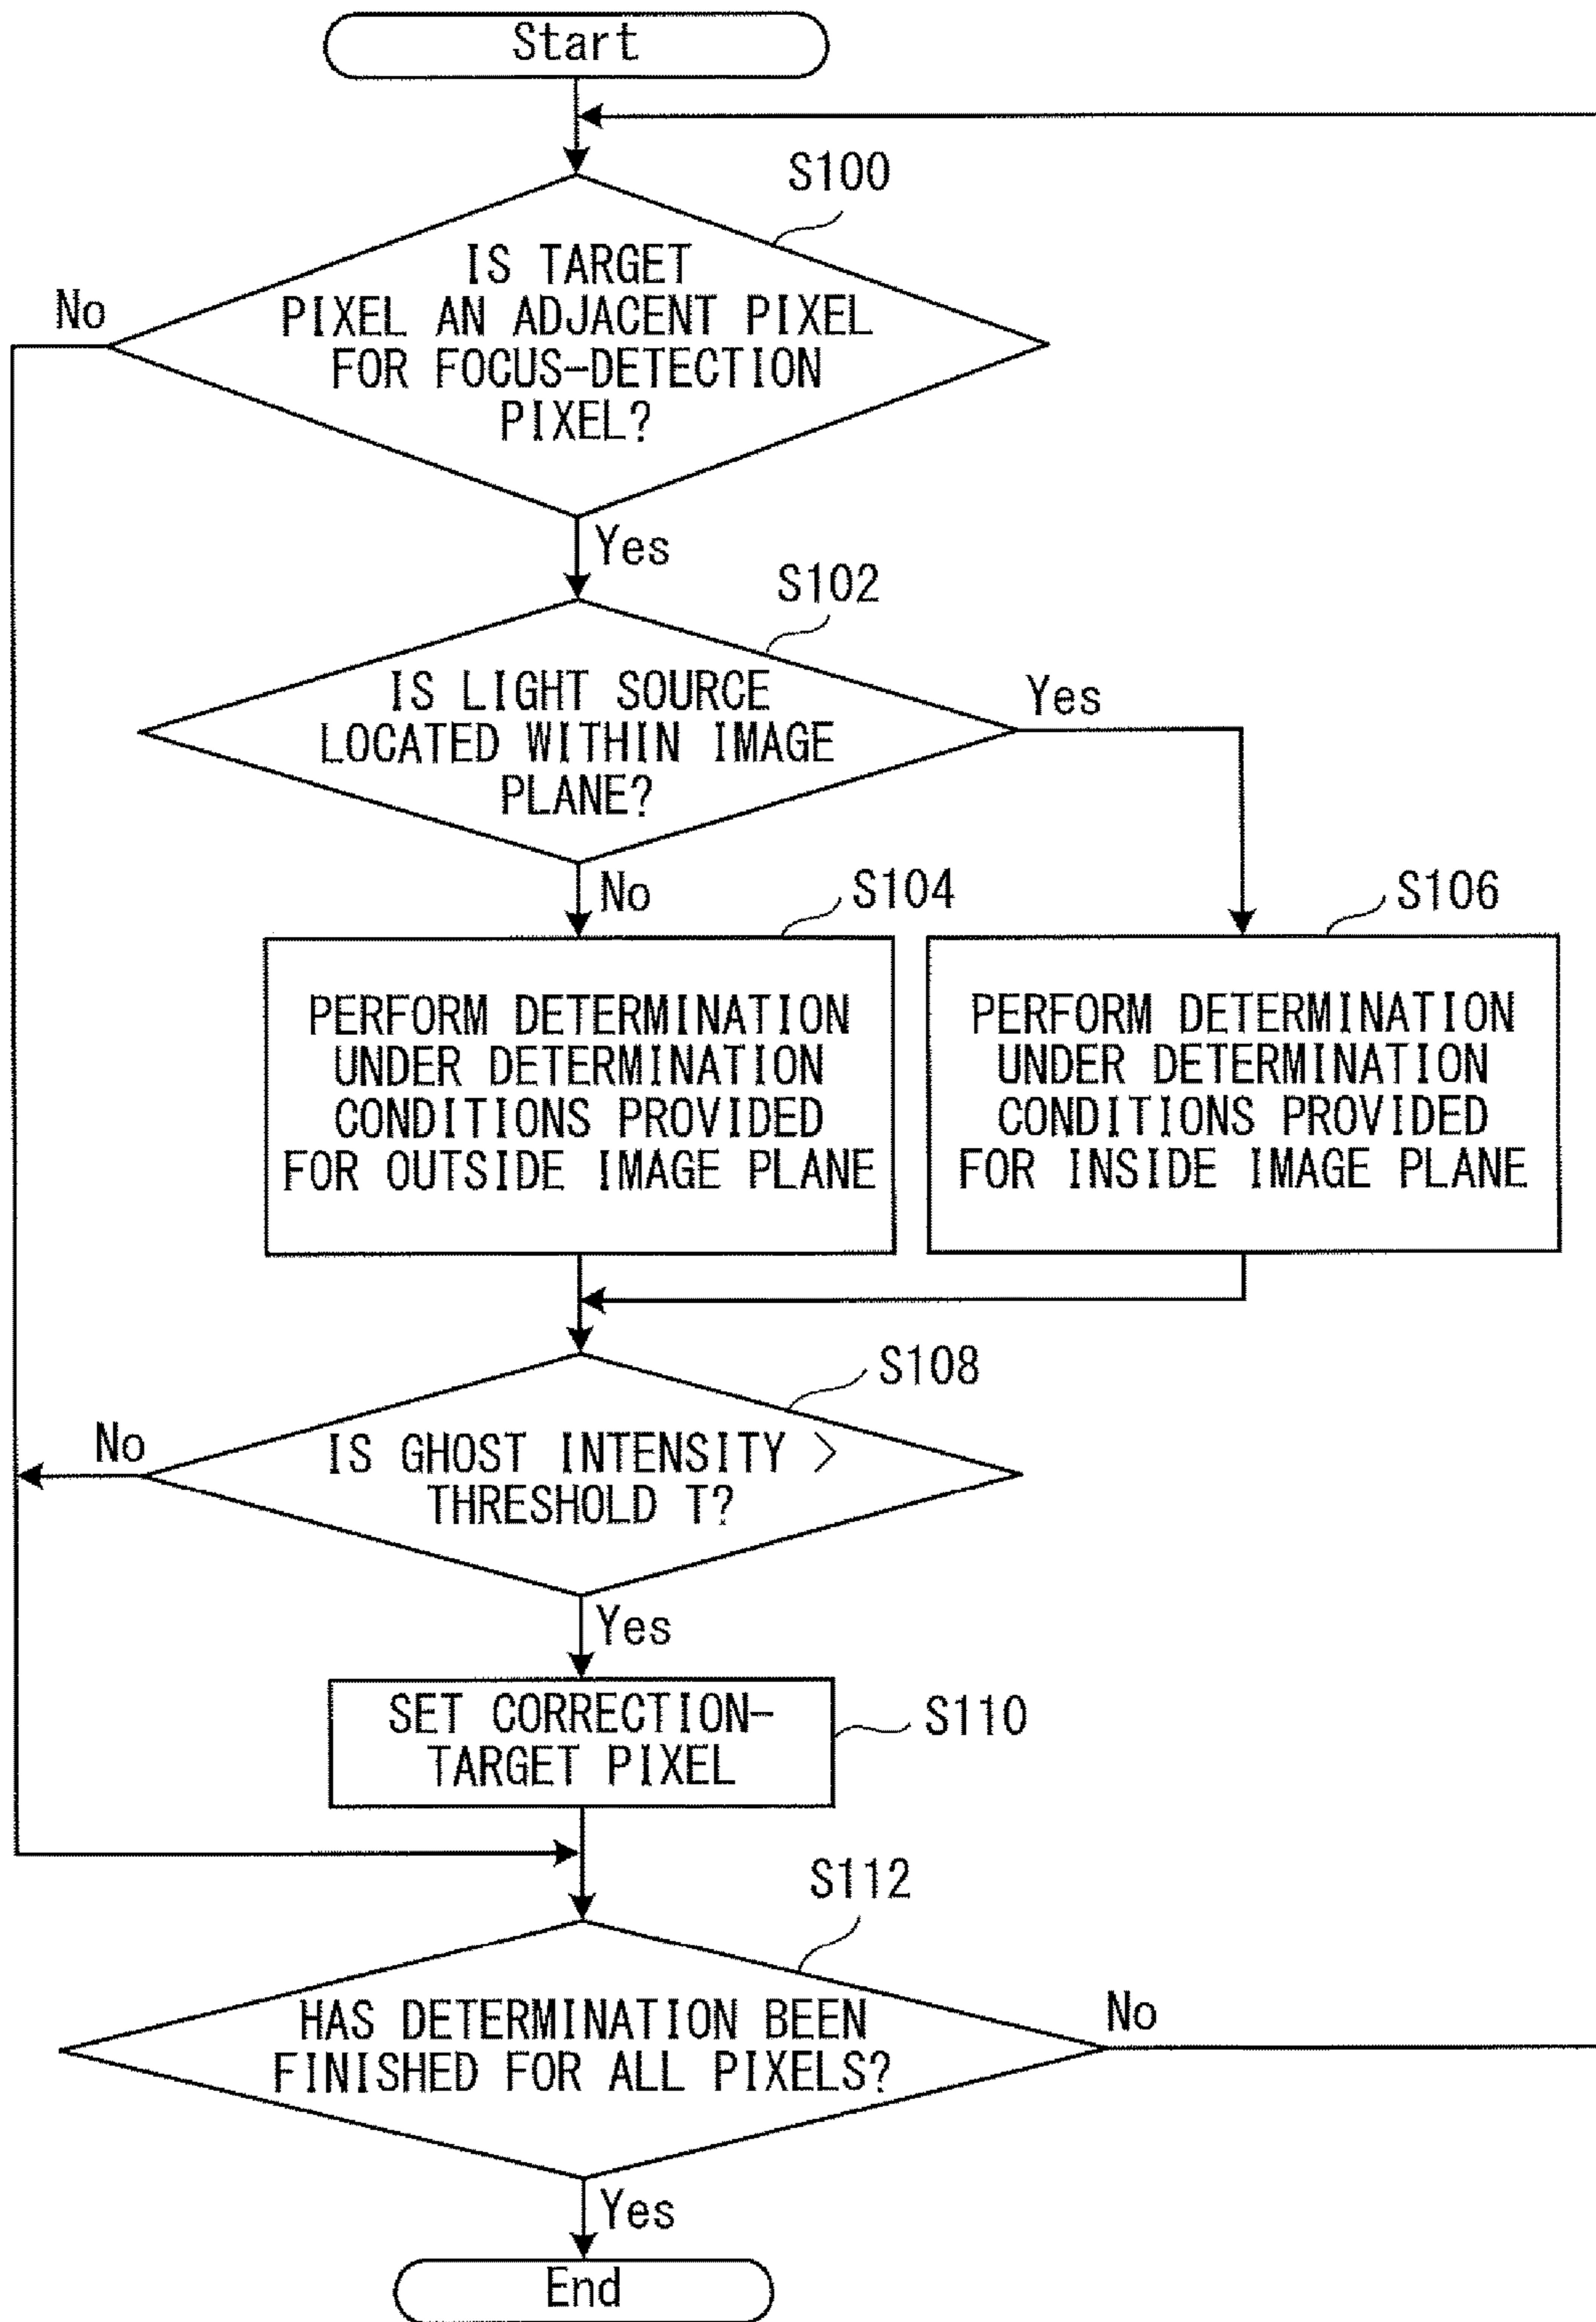 Start
S100
IS TARGET
PIXEL AN ADJACENT PIXEL
FOR FOCUS-DETECTION
PIXEL?
No
Yes
S102
IS LIGHT SOURCE
LOCATED WITHIN IMAGE
PLANE?
Yes
No
S104
PERFORM DETERMINATION
UNDER DETERMINATION
CONDITIONS PROVIDED
FOR OUTSIDE IMAGE PLANE
S106
PERFORM DETERMINATION
UNDER DETERMINATION
CONDITIONS PROVIDED
FOR INSIDE IMAGE PLANE
S108
IS GHOST INTENSITY >
THRESHOLD T?
No
Yes
SET CORRECTION-
TARGET PIXEL
S110
S112
HAS DETERMINATION BEEN
FINISHED FOR ALL PIXELS?
No
Yes
End